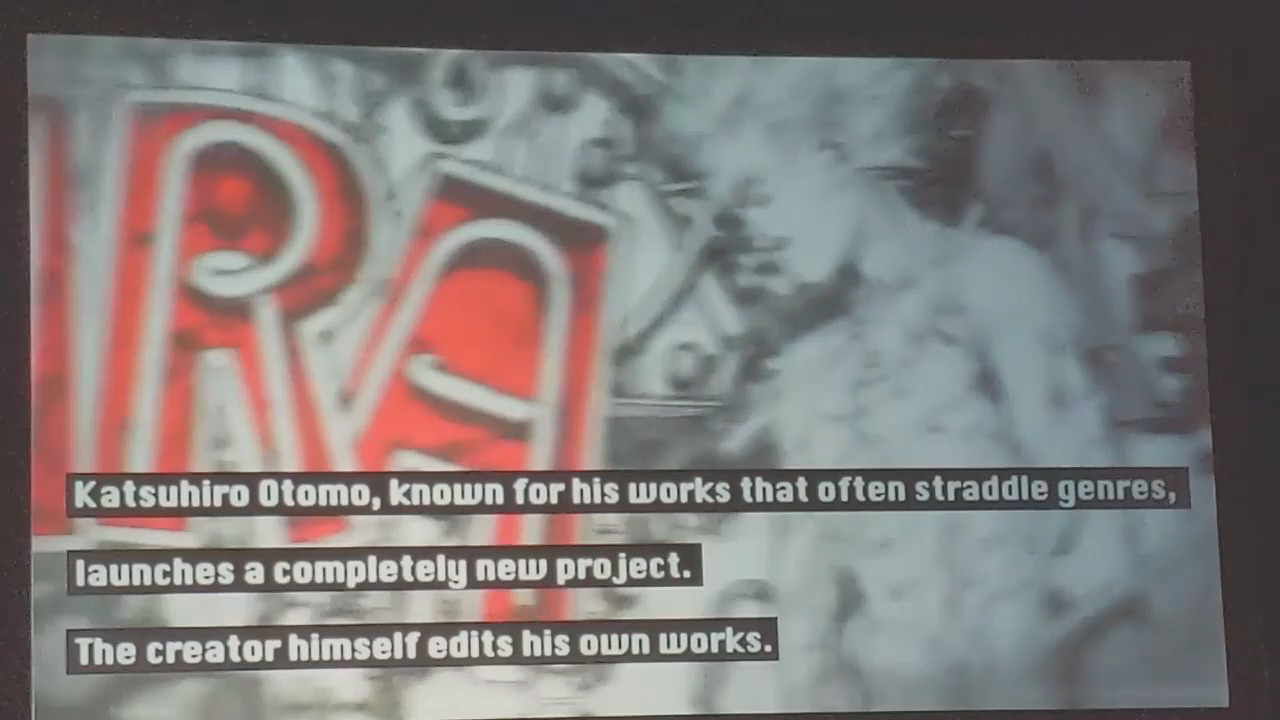 RA
Katsuhiro Otomo, known for his works that often straddle genres,
launches a completely new project.
The creator himself edits his own works.